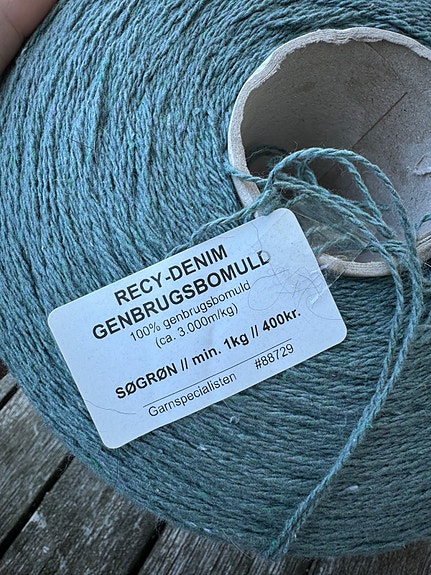 RECY-DENIM
GENBRUGSBOMULD
100% genbrugsbomuld
(ca. 3.000m/kg)
SØGRØN // min. 1kg // 400kr.
Garnspecialisten #88729